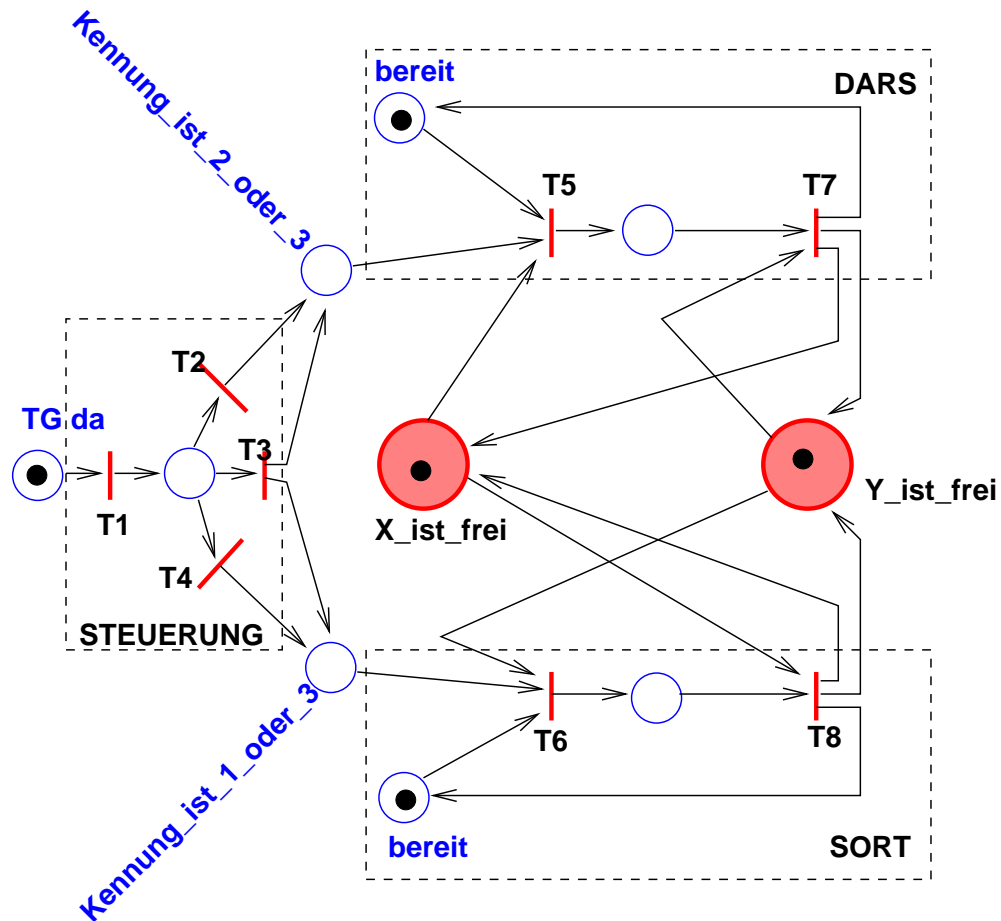 Kennung_ist_2_oder_3
bereit
DARS
T5
T7
T2
TG da
T3
T1
X_ist_frei
Y_ist_frei
T4
STEUERUNG
T6
T8
Kennung_ist_1_oder_3
bereit
SORT